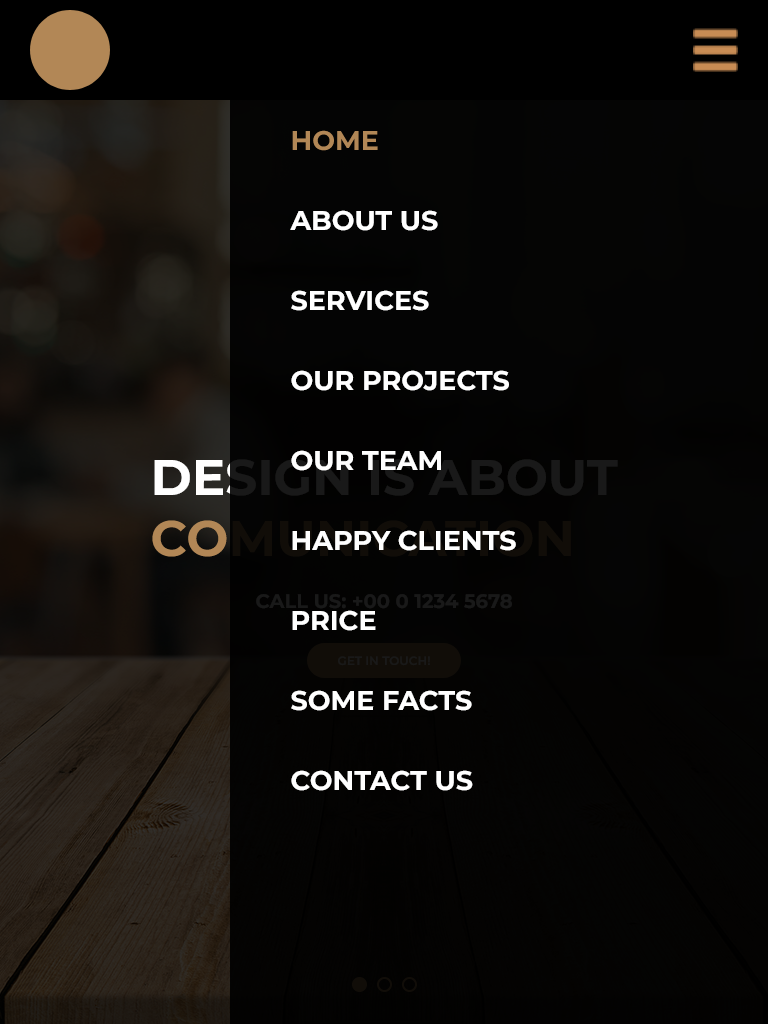 HOME
ABOUT US
SERVICES
OUR PROJECTS
OUR TEAM
DESIGN IS ABOUT
COMUNICATION
HAPPY CLIENTS
CALL US: +00 0 1234 5678
PRICE
GET IN TOUCH!
SOME FACTS
CONTACT US